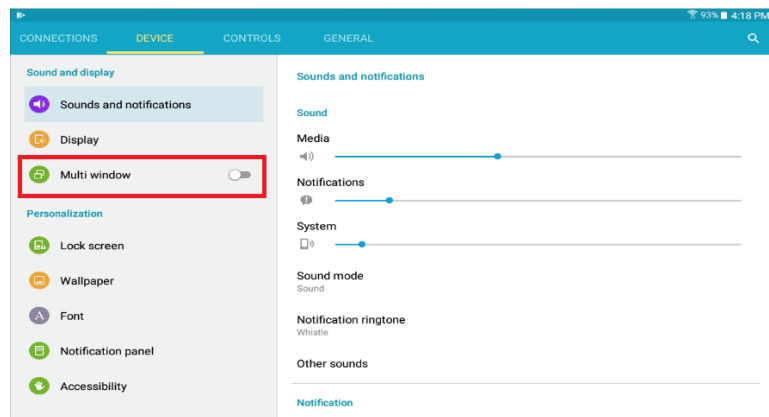 93% 4:18 PM
CONNECTIONS DEVICE CONTROLS GENERAL
Sound and display
Sounds and notifications
Display
Multi window
Personalization
Lock screen
Wallpaper
A Font
Notification panel
Accessibility
Sounds and notifications
Sound
Media
Notifications
System
Sound mode
Sound
Notification ringtone
Whistle
Other sounds
Notification